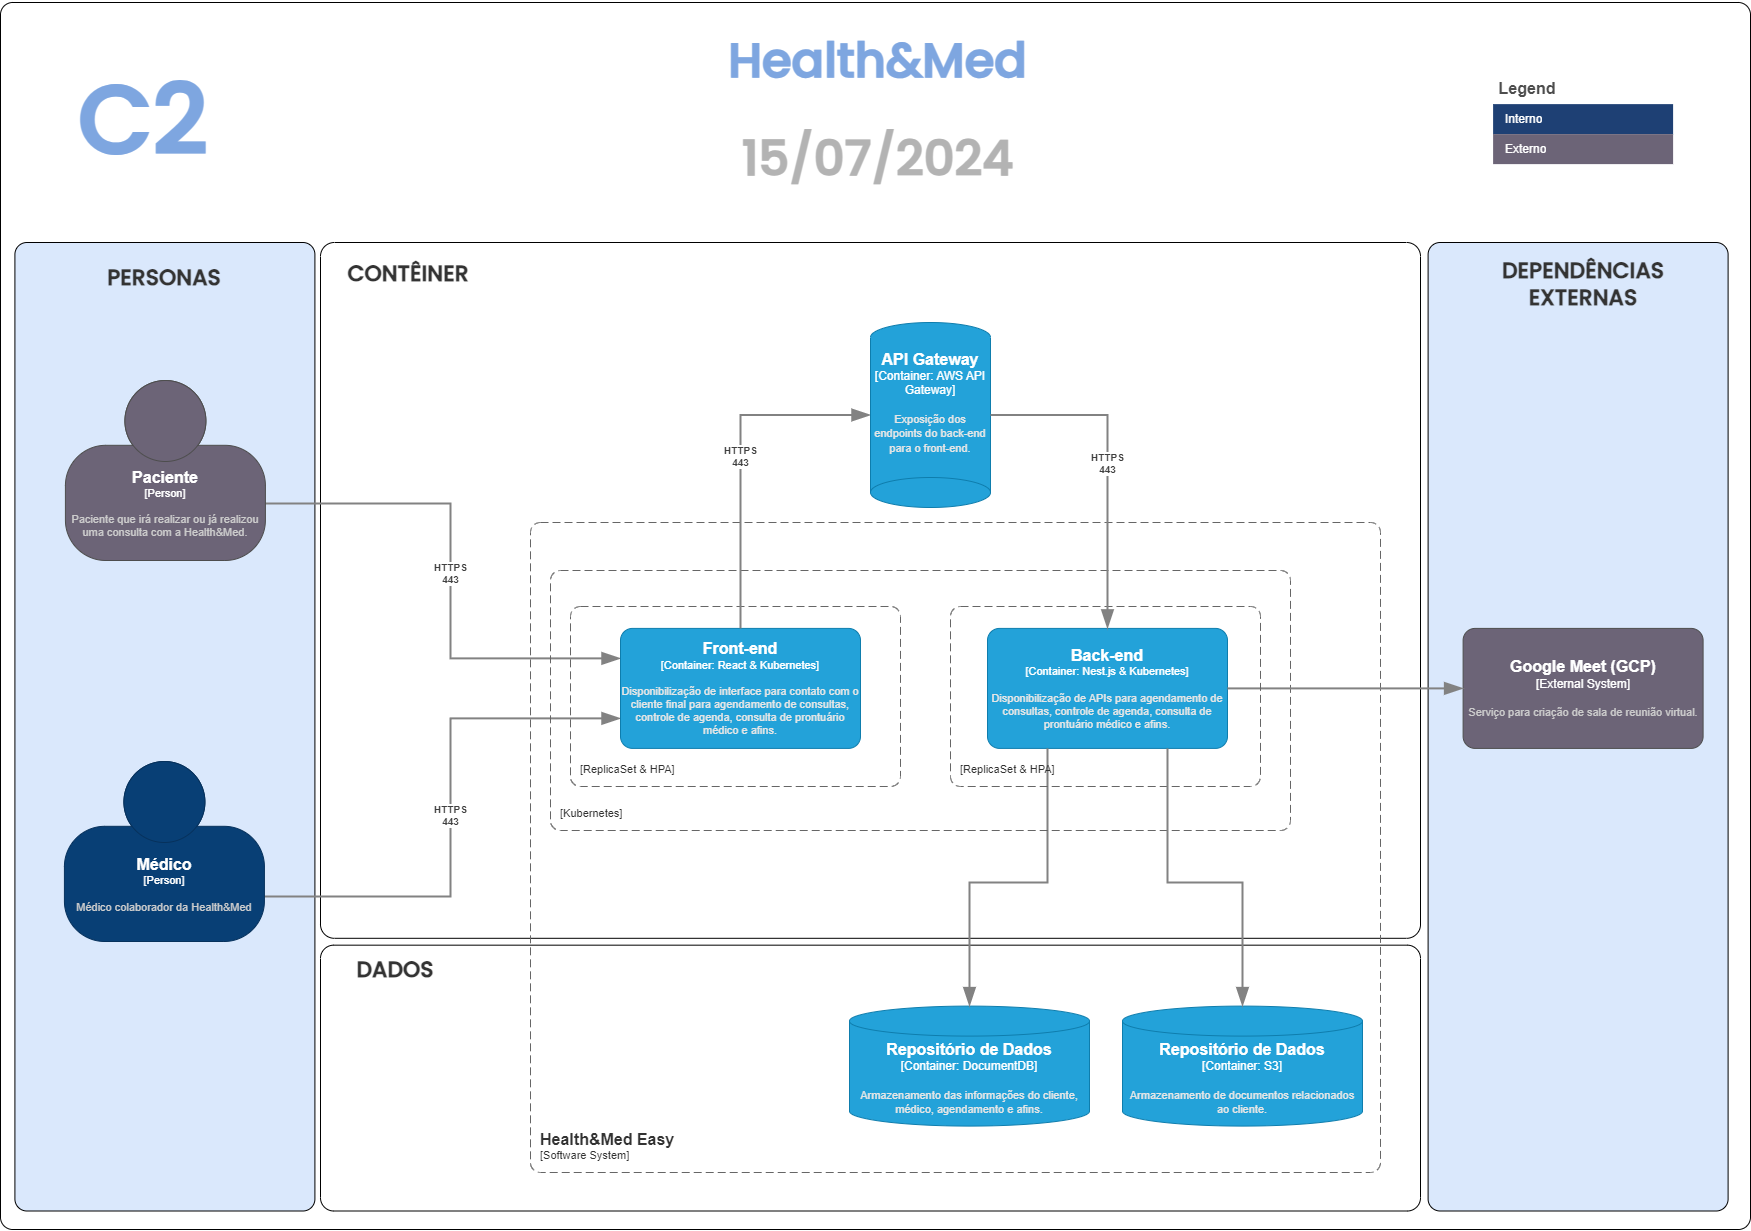 C2
Health&Med
15/07/2024
Legend
Interno
Externo
PERSONAS
Paciente
[Person]
Paciente que irá realizar ou já realizou
uma consulta com a Health&Med.
Médico
[Person]
Médico colaborador da Health&Med
CONTÊINER
HTTPS
443
HTTPS
443
HTTPS
443
API Gateway
[Container: AWS API
Gateway]
Exposição dos
endpoints do back-end
para o front-end.
HTTPS
443
Front-end
[Container: React & Kubernetes]
Disponibilização de interface para contato com o
cliente final para agendamento de consultas,
controle de agenda, consulta de prontuário
médico e afins.
[ReplicaSet & HPA]
Back-end
[Container: Nest.js & Kubernetes]
Disponibilização de APIs para agendamento de
consultas, controle de agenda, consulta de
prontuário médico e afins.
[ReplicaSet & HPA]
[Kubernetes]
DADOS
Repositório de Dados
[Container: DocumentDB]
Armazenamento das informações do cliente,
médico, agendamento e afins.
Repositório de Dados
[Container: S3]
Armazenamento de documentos relacionados
ao cliente.
Health&Med Easy
[Software System]
DEPENDÊNCIAS
EXTERNAS
Google Meet (GCP)
[External System]
Serviço para criação de sala de reunião virtual.